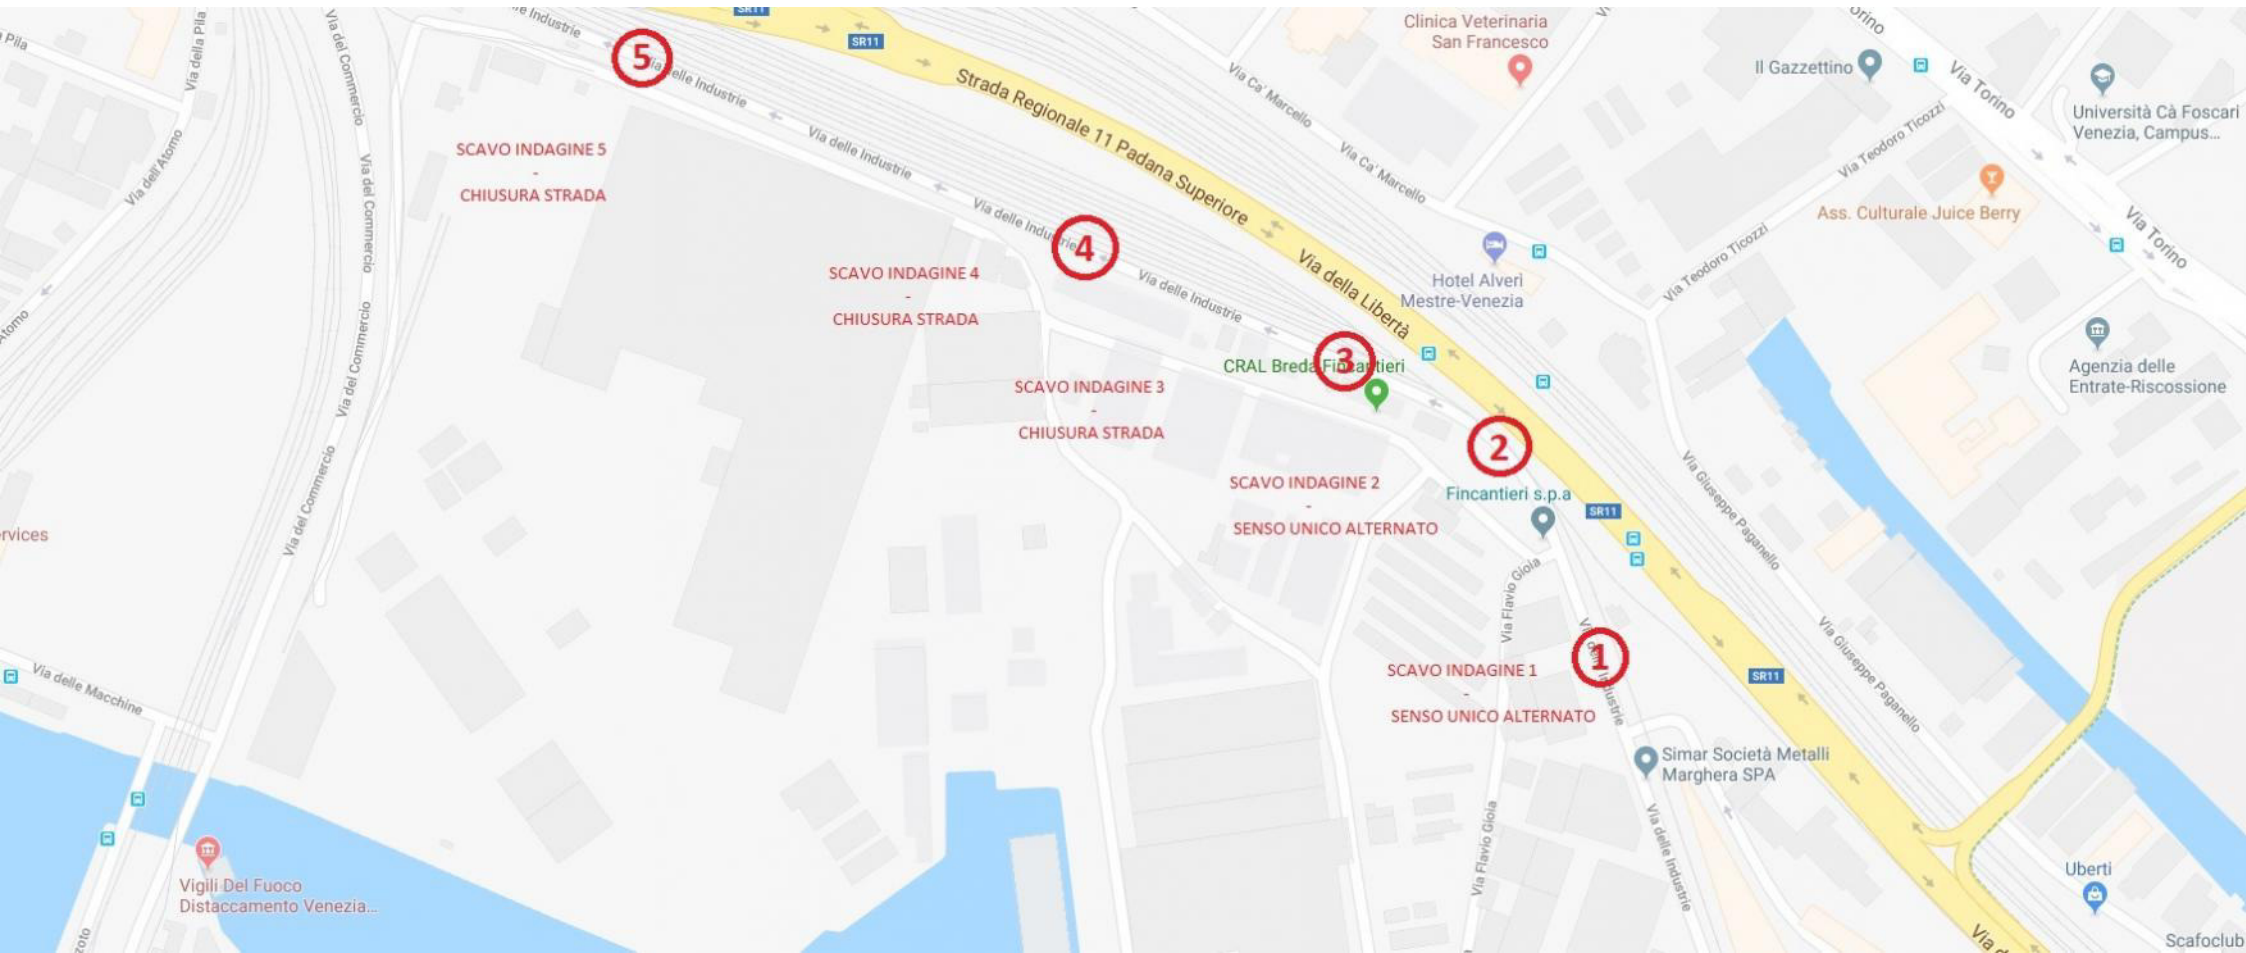 SR11
SR11
Clinica Veterinaria
San Francesco
Il Gazzettino
Via Torino
Università Cà Foscari
Venezia, Campus...
Via della Pila
Pila
Via del Commercio
5
delle Industrie
Via delle Industrie
Strada Regionale 11 Padana Superiore
Via Ca' Marcello
Via Ca' Marcello
Via Teodoro Ticozzi
SCAVO INDAGINE 5
-
CHIUSURA STRADA
Via dell'Atomo
Via del Commercio
Ass. Culturale Juice Berry
Via Torino
Via delle Industrie
4
Via della Libertà
Hotel Alverì
Mestre-Venezia
Via Teodoro Ticozzi
SCAVO INDAGINE 4
-
CHIUSURA STRADA
Via delle Industrie
Via del Commercio
3
CRAL Breda Fincantieri
Agenzia delle
Entrate-Riscossione
SCAVO INDAGINE 3
-
CHIUSURA STRADA
2
Via del Commercio
SCAVO INDAGINE 2
-
SENSO UNICO ALTERNATO
Fincantieri s.p.a
SR11
Via Giuseppe Paganello
rvices
Via Flavio Gioia
1
Via delle Industrie
SCAVO INDAGINE 1
-
SENSO UNICO ALTERNATO
SR11
Via Giuseppe Paganello
Via delle Macchine
Simar Società Metalli
Marghera SPA
Via Flavio Gioia
Via delle Industrie
Vigili Del Fuoco
Distaccamento Venezia...
Uberti
Scafoclub